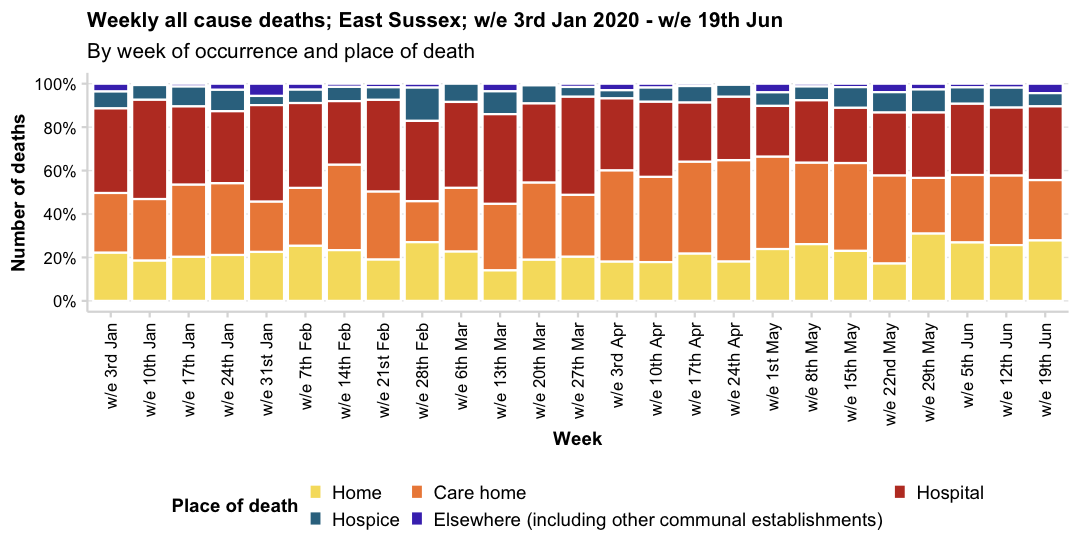 Weekly all cause deaths; East Sussex; w/e 3rd Jan 2020 - w/e 19th Jun
By week of occurrence and place of death
Number of deaths
100%
80%
60%
40%
20%
0%
w/e 3rd Jan
w/e 10th Jan
w/e 17th Jan
w/e 24th Jan
w/e 31st Jan
w/e 7th Feb
w/e 14th Feb
w/e 21st Feb
w/e 28th Feb
w/e 6th Mar
w/e 13th Mar
w/e 20th Mar
w/e 27th Mar
w/e 3rd Apr
w/e 10th Apr
w/e 17th Apr
w/e 24th Apr
w/e 1st May
w/e 8th May
w/e 15th May
w/e 22nd May
w/e 29th May
w/e 5th Jun
w/e 12th Jun
w/e 19th Jun
Week
Place of death
Home
Care home
Hospital
Hospice
Elsewhere (including other communal establishments)